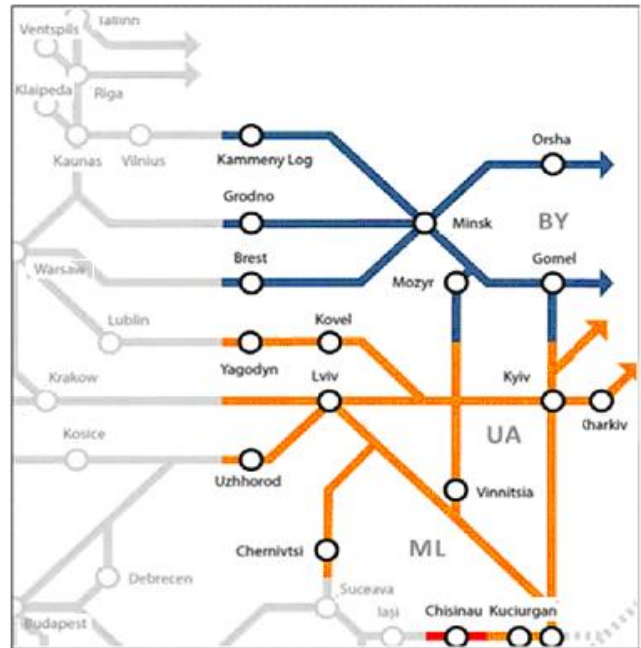 Tallinn
Ventspils
Riga
Klaipeda
Kaunas
Vilnius
Kammeny Log
Orsha
Grodno
Minsk
BY
Warsaw
Brest
Mozyr
Gomel
Lublin
Yagodyn
Kovel
Krakow
Lviv
Kyiv
Charkiv
Kosice
Uzhhorod
UA
Vinnitsia
Chernivtsi
ML
Debrecen
Suceava
Budapest
Iași
Chisinau
Kuciurgan